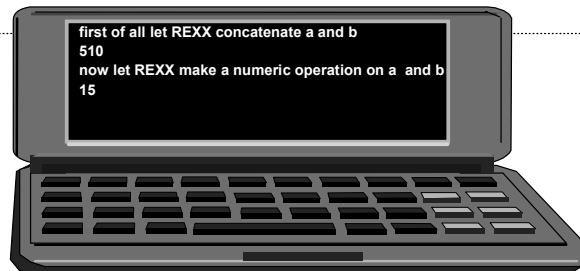 first of all let REXX concatenate a and b
510
now let REXX make a numeric operation on a and b
15